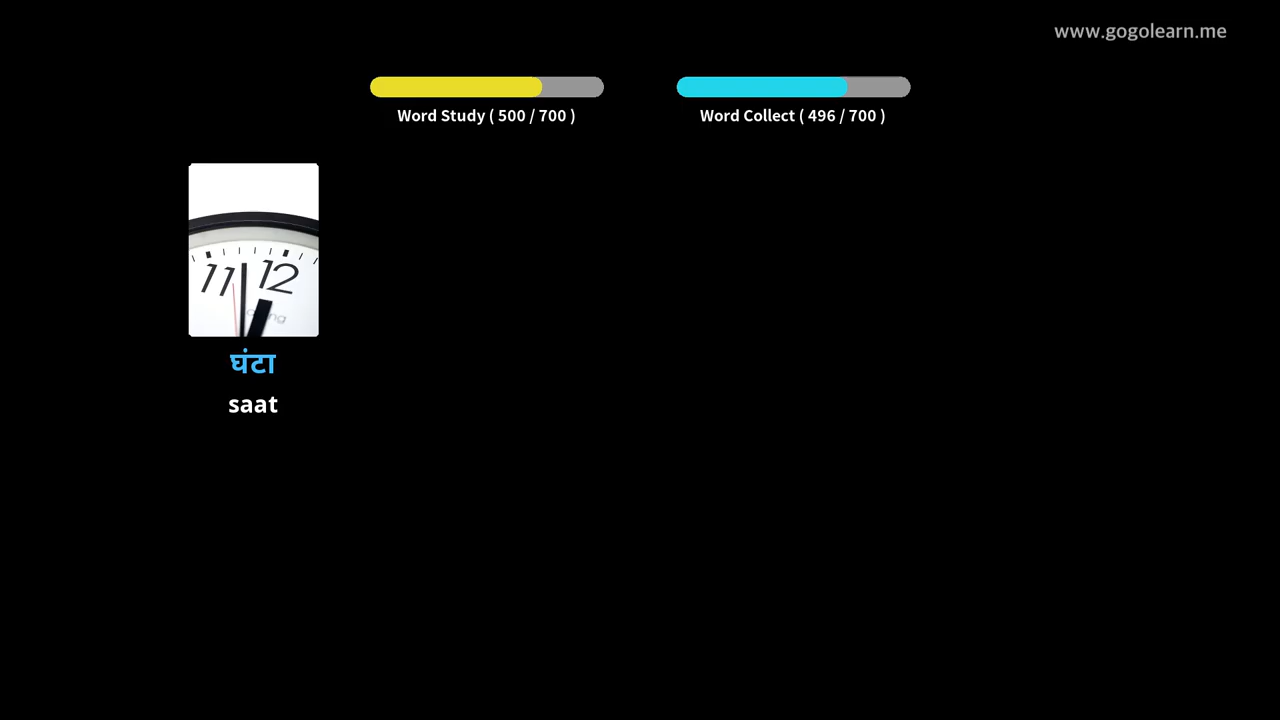 www.gogolearn.me
Word Study ( 500 / 700 )
Word Collect ( 496 / 700 )
11 12
घंटा
saat